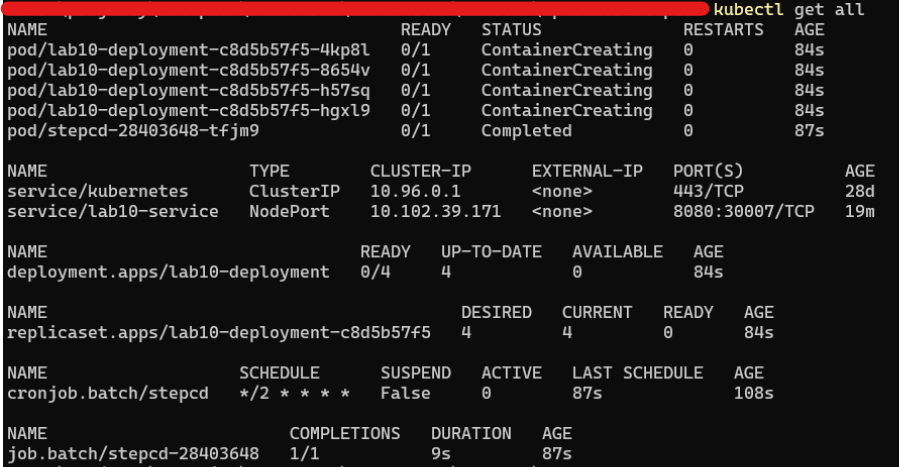 kubectl get all
NAME READY STATUS RESTARTS AGE
pod/lab10-deployment-c8d5b57f5-4kp8l 0/1 ContainerCreating 0 84s
pod/lab10-deployment-c8d5b57f5-8654v 0/1 ContainerCreating 0 84s
pod/lab10-deployment-c8d5b57f5-h57sq 0/1 ContainerCreating 0 84s
pod/lab10-deployment-c8d5b57f5-hgxl9 0/1 ContainerCreating 0 84s
pod/stepcd-28403648-tfjm9 0/1 Completed 0 87s
NAME TYPE CLUSTER-IP EXTERNAL-IP PORT(S) AGE
service/kubernetes ClusterIP 10.96.0.1 <none> 443/TCP 28d
service/lab10-service NodePort 10.102.39.171 <none> 8080:30007/TCP 19m
NAME READY UP-TO-DATE AVAILABLE AGE
deployment.apps/lab10-deployment 0/4 4 0 84s
NAME DESIRED CURRENT READY AGE
replicaset.apps/lab10-deployment-c8d5b57f5 4 4 0 84s
NAME SCHEDULE SUSPEND ACTIVE LAST SCHEDULE AGE
cronjob.batch/stepcd */2 * * * * False 0 87s 108s
NAME COMPLETIONS DURATION AGE
job.batch/stepcd-28403648 1/1 9s 87s